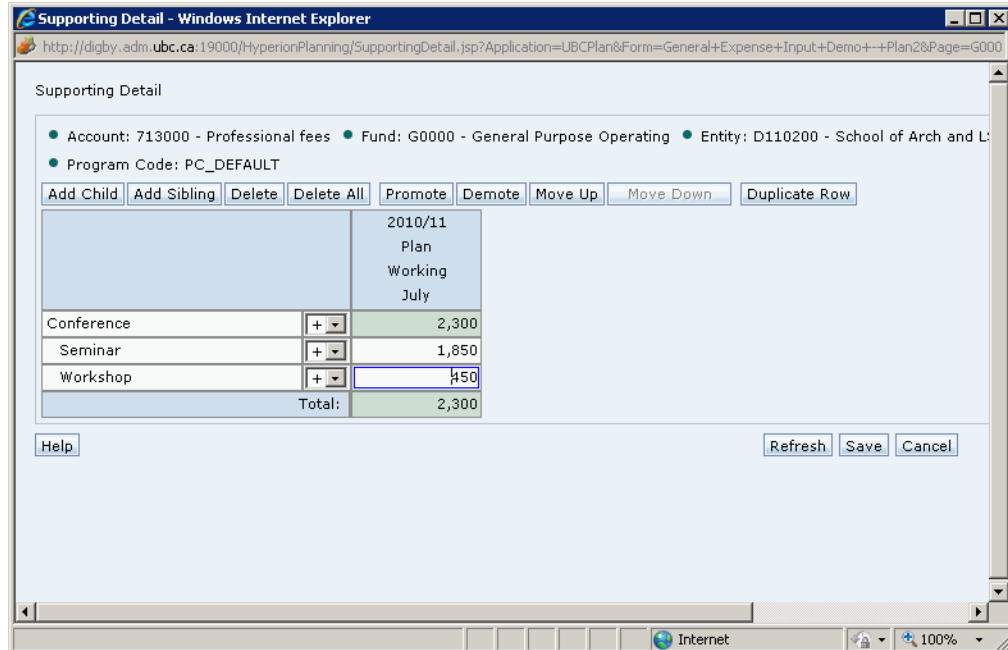 Supporting Detail - Windows Internet Explorer
http://digby.adm.ubc.ca:19000/HyperionPlanning/SupportingDetail.jsp?Application=UBCPlan&Form=General+Expense+Input+Demo+-+Plan2&Page=G000
Supporting Detail
Account: 713000 - Professional fees Fund: G0000 - General Purpose Operating Entity: D110200 - School of Arch and L
Program Code: PC_DEFAULT
Add Child Add Sibling Delete Delete All Promote Demote Move Up Move Down Duplicate Row
2010/11
Plan
Working
July
Conference + 2,300
Seminar + 1,850
Workshop + 450
Total: 2,300
Help Refresh Save Cancel
Internet 100%